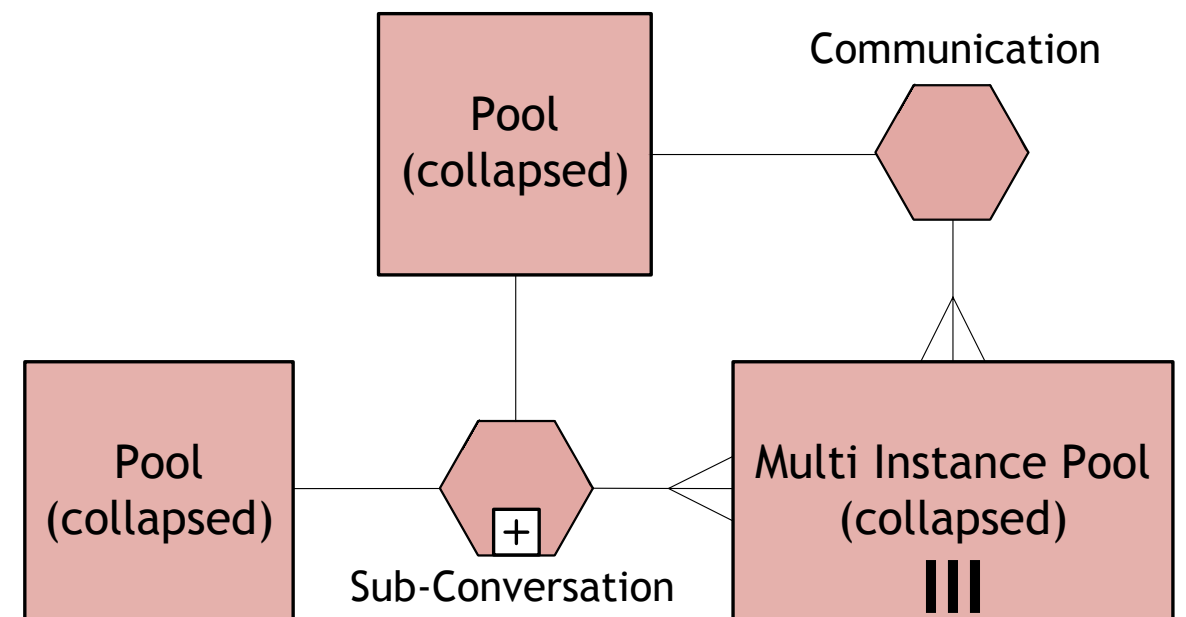 Communication
Pool
(collapsed)
Pool
(collapsed)
Multi Instance Pool
(collapsed)
+
Sub-Conversation